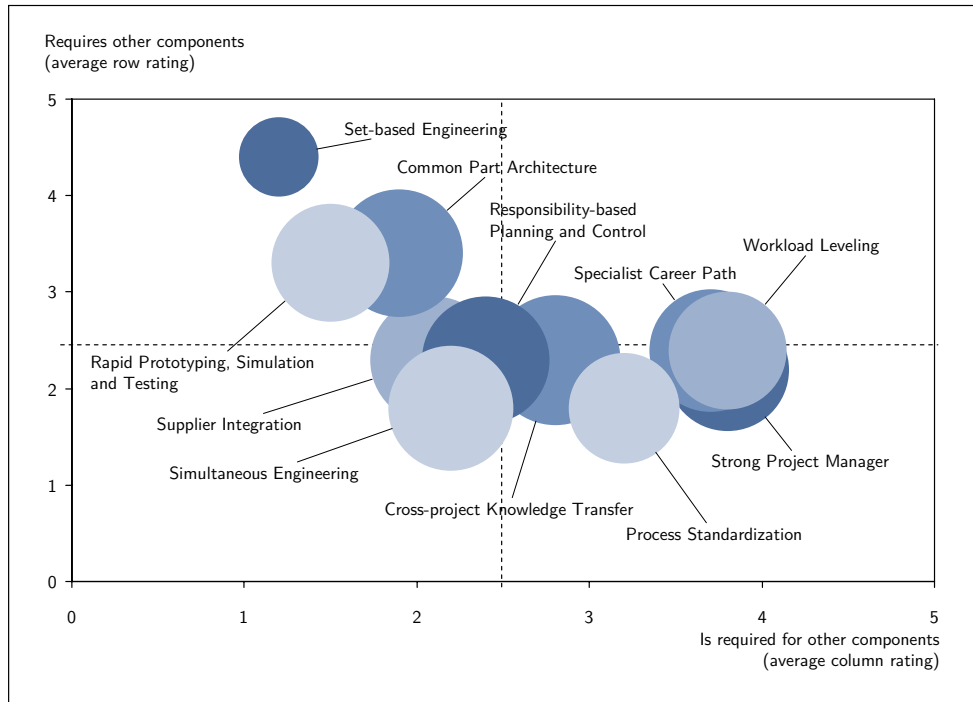 Requires other components
(average row rating)
5
Set-based Engineering
Common Part Architecture
4
Responsibility-based
Planning and Control
Workload Leveling
Specialist Career Path
3
Rapid Prototyping, Simulation
and Testing
2
Supplier Integration
Strong Project Manager
Simultaneous Engineering
1
Cross-project Knowledge Transfer
Process Standardization
0
0 1 2 3 4 5
Is required for other components
(average column rating)